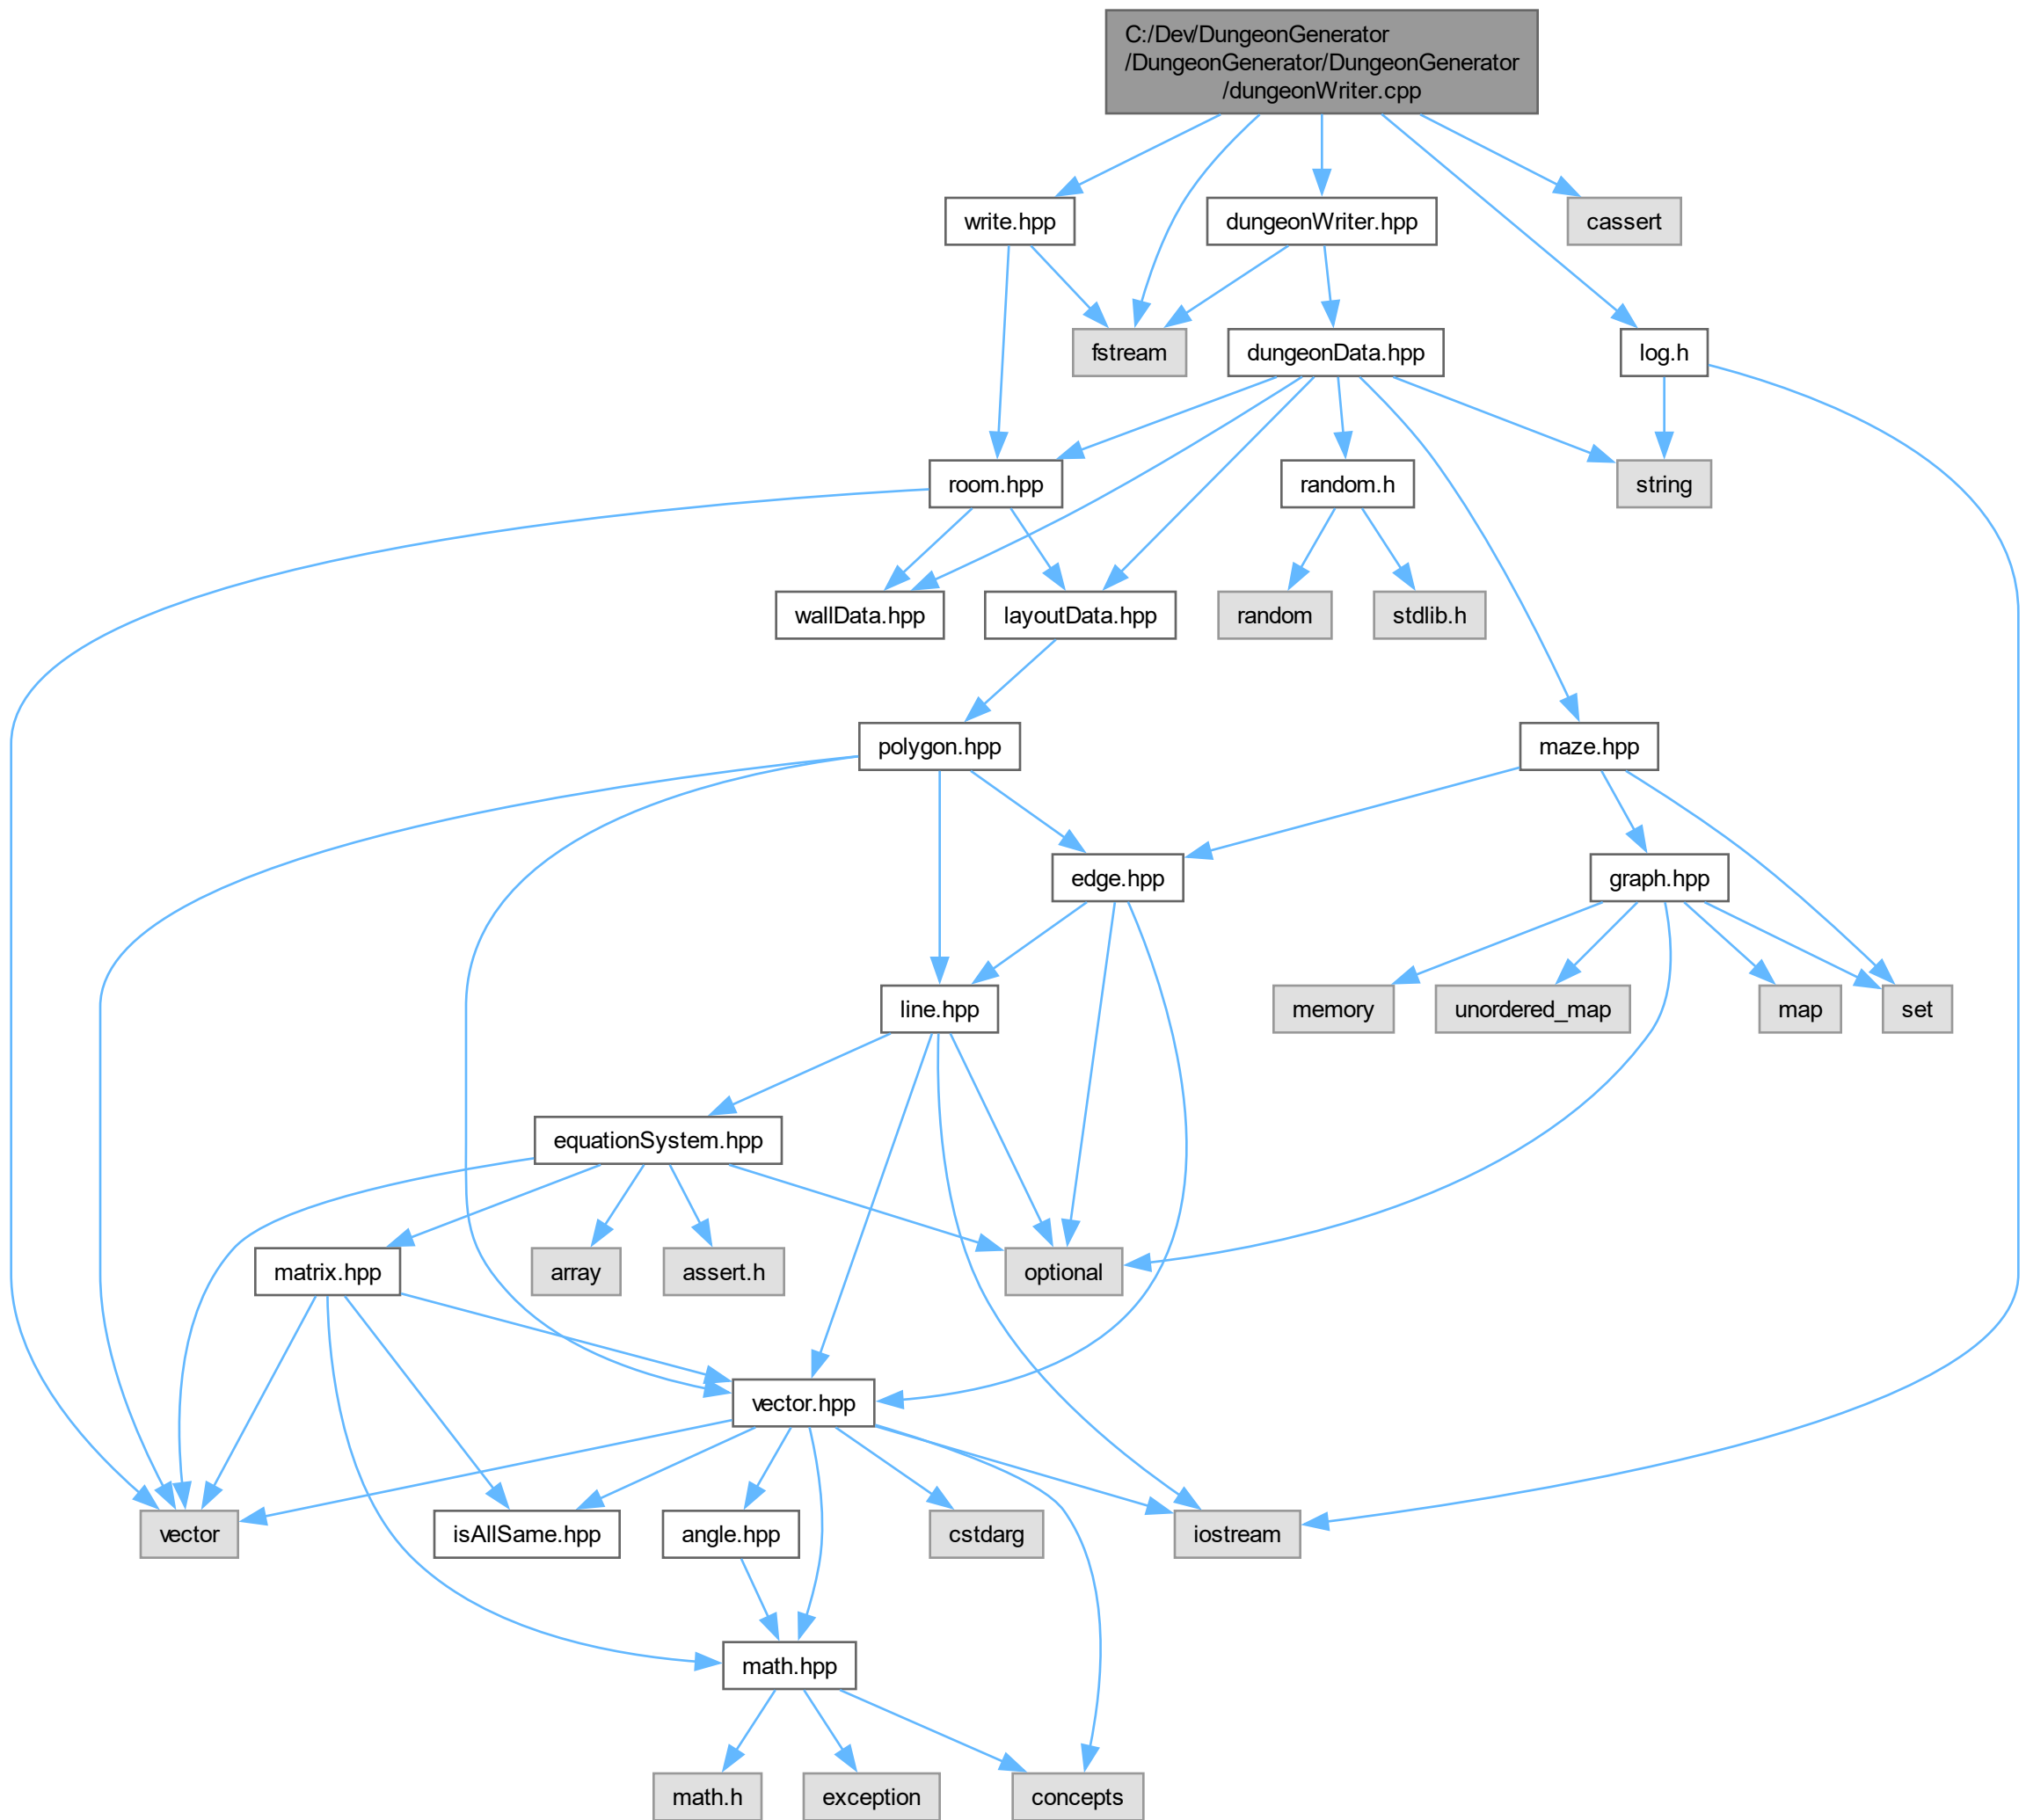 C:/Dev/DungeonGenerator
/DungeonGenerator/DungeonGenerator
/dungeonWriter.cpp
write.hpp
dungeonWriter.hpp
cassert
fstream
dungeonData.hpp
log.h
room.hpp
random.h
string
wallData.hpp
layoutData.hpp
random
stdlib.h
polygon.hpp
maze.hpp
edge.hpp
graph.hpp
line.hpp
memory
unordered_map
map
set
equationSystem.hpp
matrix.hpp
array
assert.h
optional
vector.hpp
vector
isAllSame.hpp
angle.hpp
cstdarg
iostream
math.hpp
math.h
exception
concepts